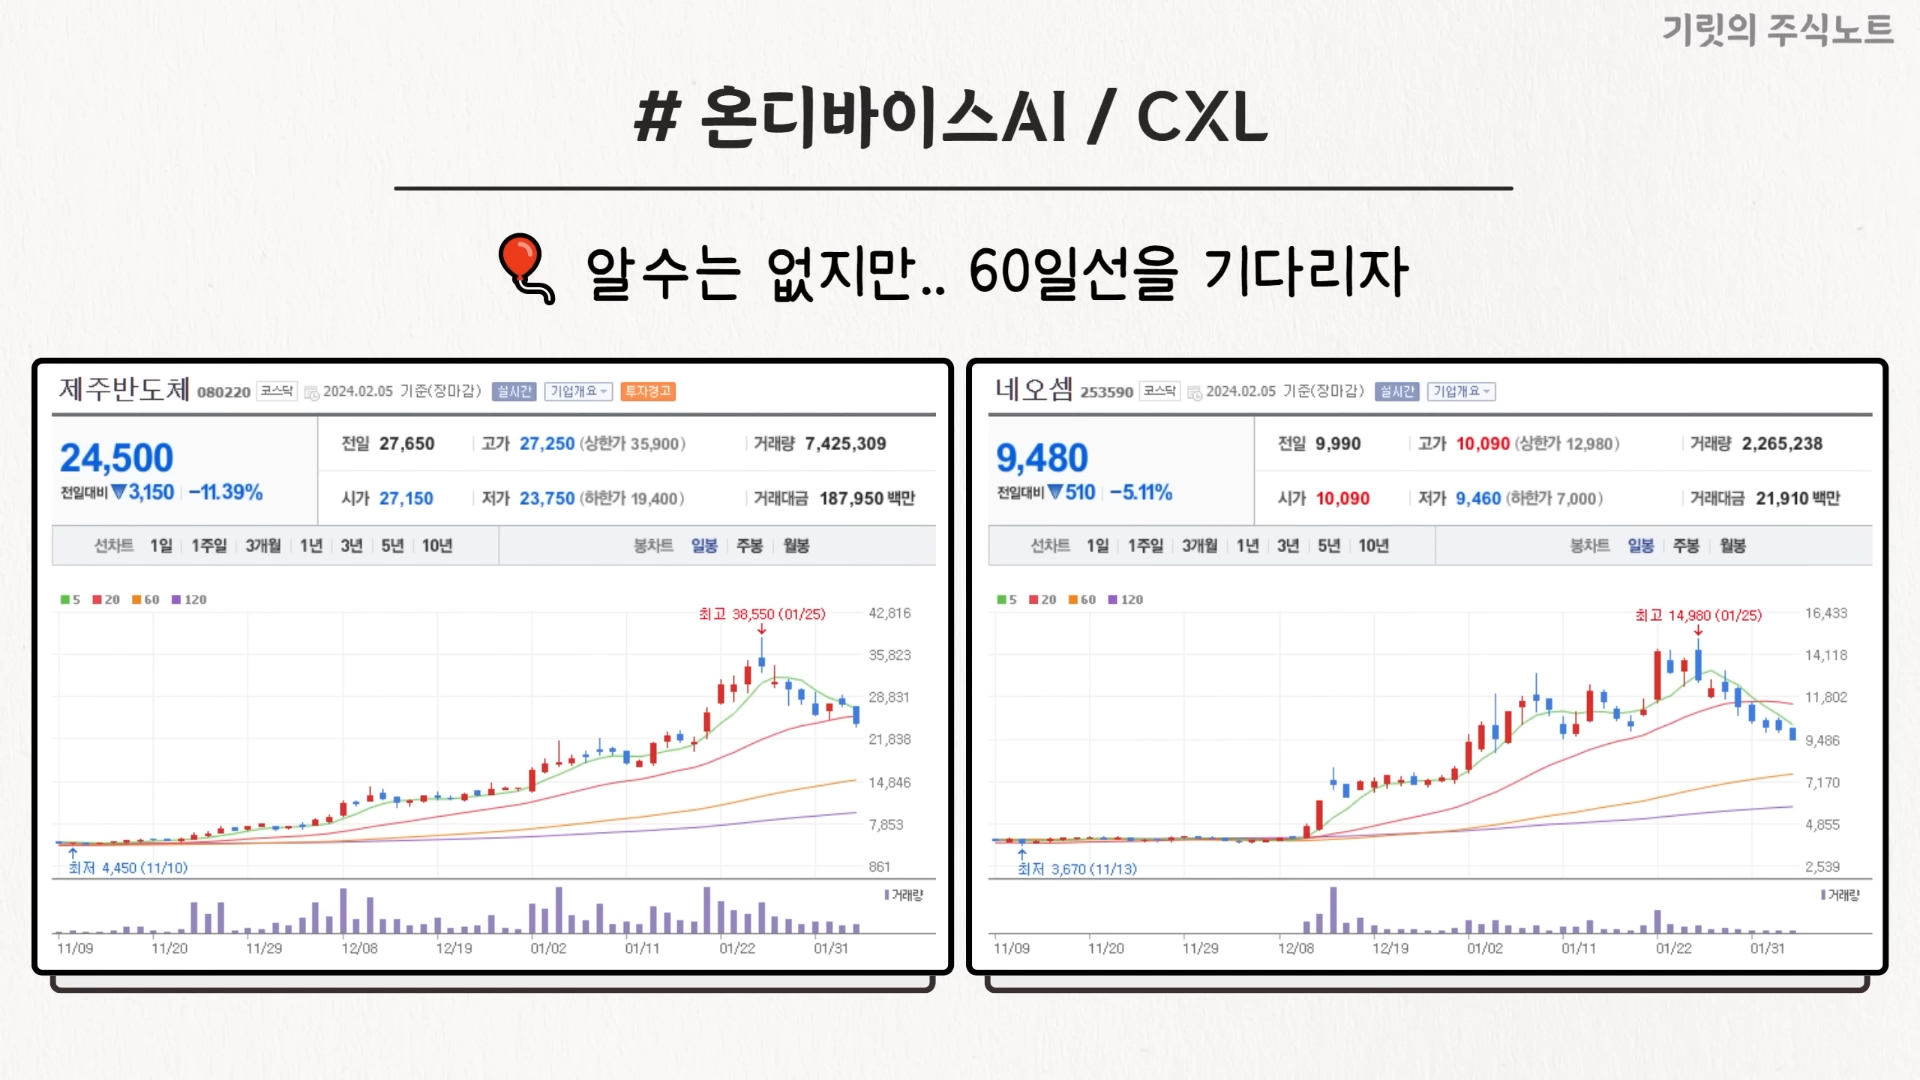 기릿의 주식노트
# 온디바이스AI / CXL
알수는 없지만.. 60일선을 기다리자
제주반도체 080220 코스닥 2024.02.05 기준(장마감) 실시간 기업개요 투자경고
24,500
전일대비 ▼3,150 -11.39%
전일 27,650 고가 27,250 (상한가 35,900) 거래량 7,425,309
시가 27,150 저가 23,750 (하한가 19,400) 거래대금 187,950 백만
선차트 1일 1주일 3개월 1년 3년 5년 10년 봉차트 일봉 주봉 월봉
5 20 60 120
최고 38,550 (01/25)
42,816
35,823
28,831
21,838
14,846
7,853
861
최저 4,450 (11/10)
거래량
11/09 11/20 11/29 12/08 12/19 01/02 01/11 01/22 01/31
네오셈 253590 코스닥 2024.02.05 기준(장마감) 실시간 기업개요
9,480
전일대비 ▼510 -5.11%
전일 9,990 고가 10,090 (상한가 12,980) 거래량 2,265,238
시가 10,090 저가 9,460 (하한가 7,000) 거래대금 21,910 백만
선차트 1일 1주일 3개월 1년 3년 5년 10년 봉차트 일봉 주봉 월봉
5 20 60 120
최고 14,980 (01/25)
16,433
14,118
11,802
9,486
7,170
4,855
2,539
최저 3,670 (11/13)
거래량
11/09 11/20 11/29 12/08 12/19 01/02 01/11 01/22 01/31